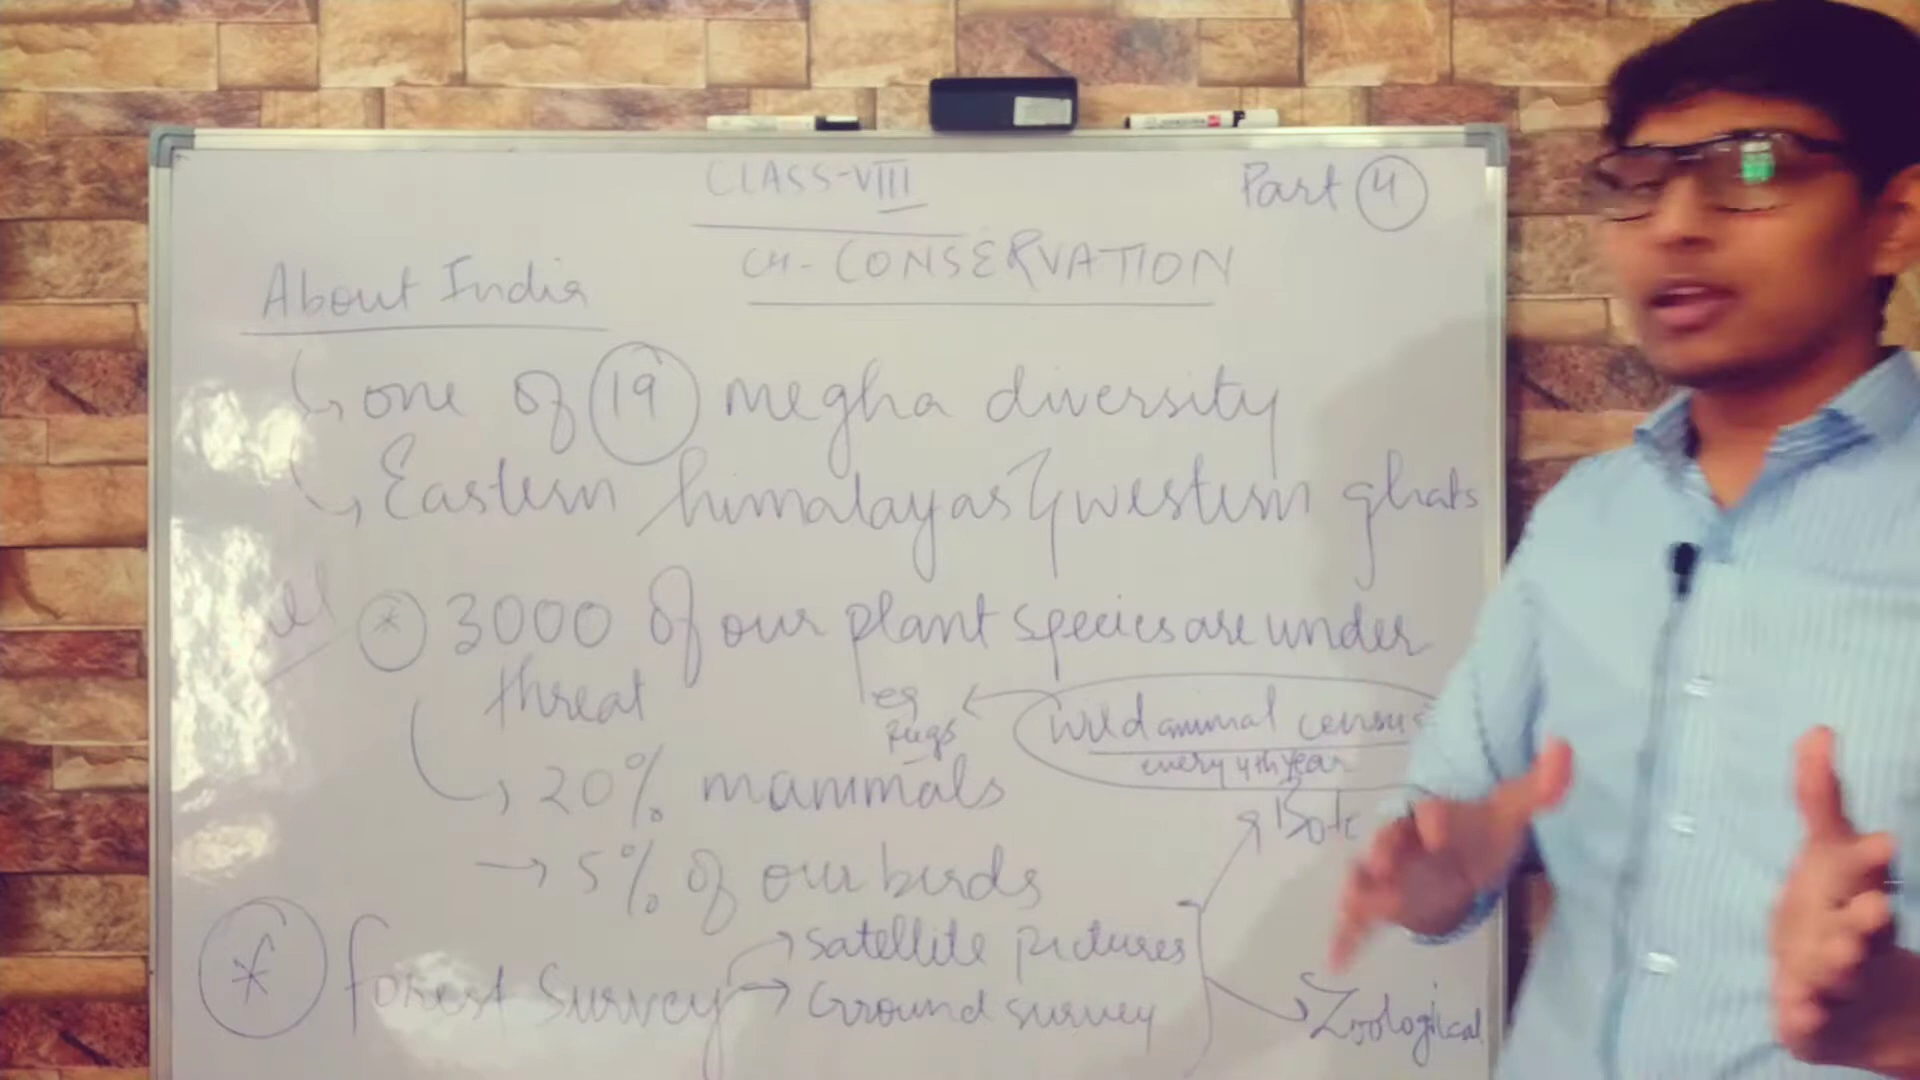 CLASS-VIII
Part 4
CH- CONSERVATION
About India
one of 19 megha diversity
Eastern himalayas & western ghats
* 3000 of our plant species are under
threat
eg
wild animal census
every 4th year
20% mammals
5% of our birds
* forest survey
satellite pictures
Ground survey
Zoological